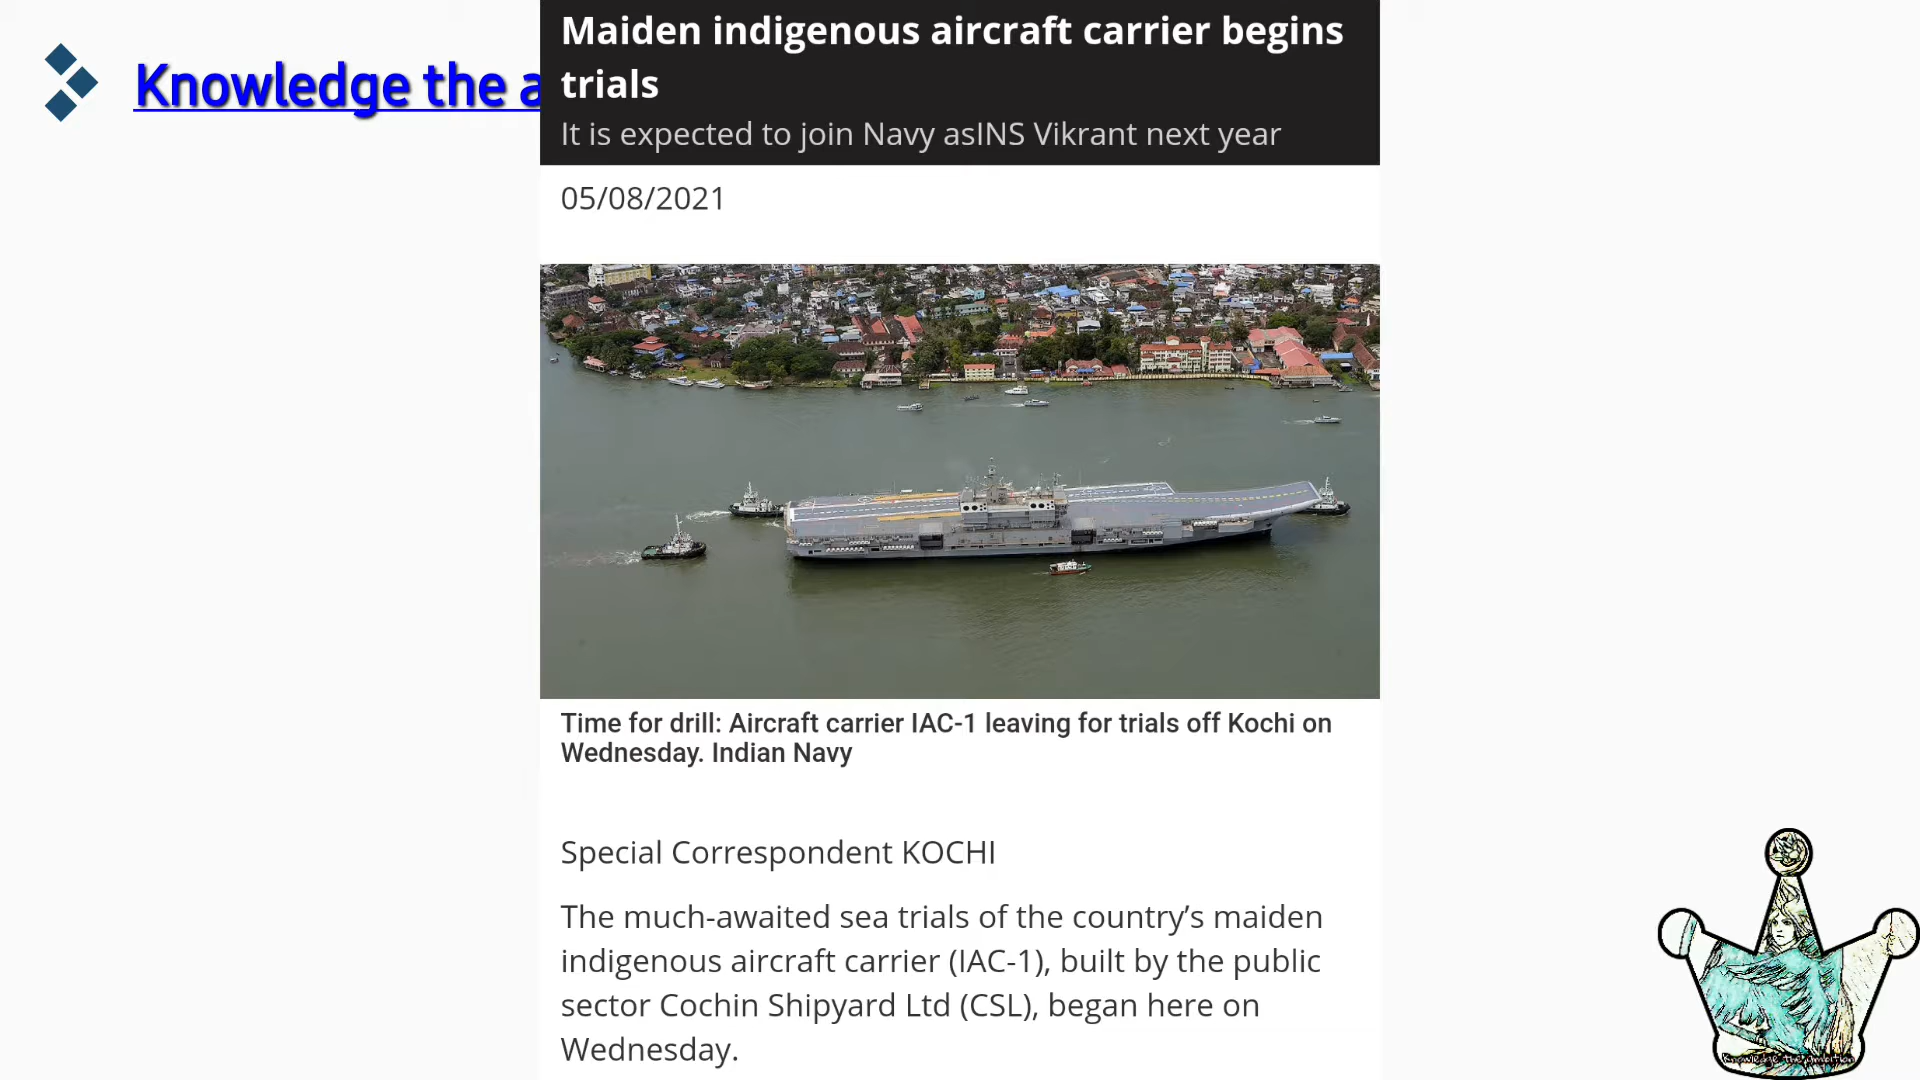 Knowledge the a
Maiden indigenous aircraft carrier begins
trials
It is expected to join Navy asINS Vikrant next year
05/08/2021
Time for drill: Aircraft carrier IAC-1 leaving for trials off Kochi on
Wednesday. Indian Navy
Special Correspondent KOCHI
The much-awaited sea trials of the country’s maiden
indigenous aircraft carrier (IAC-1), built by the public
sector Cochin Shipyard Ltd (CSL), began here on
Wednesday.
Knowledge the ambition